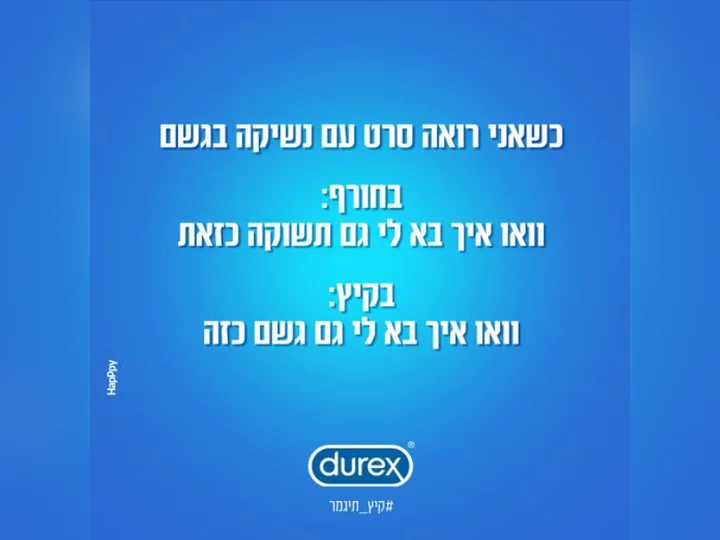 כשאני רואה סרט עם נשיקה בגשם
בחורף:
וואו איך בא לי גם תשוקה כזאת
בקיץ:
וואו איך בא לי גם גשם כזה
HapPpy
durex®
#קיץ_תיגמר